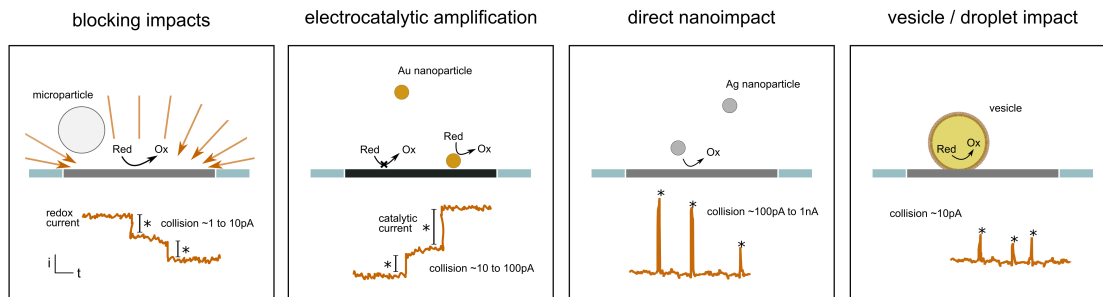 blocking impacts
microparticle
Red
Ox
redox
current
*
*
collision ~1 to 10pA
i
t
electrocatalytic amplification
Au nanoparticle
Red
Ox
Red
Ox
catalytic
current
*
*
collision ~10 to 100pA
direct nanoimpact
Ag nanoparticle
Ox
*
*
*
collision ~100pA to 1nA
vesicle / droplet impact
vesicle
Red
Ox
collision ~10pA
*
*
*